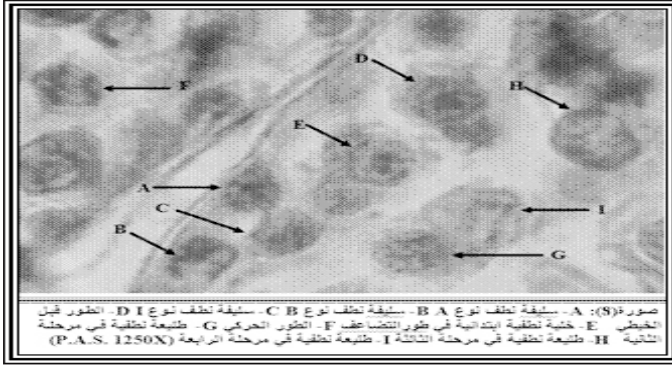 F
D
H
E
A
C
B
I
G
صورة(8): A- سليفة نطف نوع A B- سليفة نطف نوع B C- سليفة نطف نوع I D- الطور قبل
الخيطي E- خلية نطفية ابتدائية في طور التضاعف F- الطور الحركي G- طليعة نطفية في مرحلة
الثانية H- طليعة نطفية في مرحلة الثالثة I- طليعة نطفية في مرحلة الرابعة (P.A.S. 1250X)